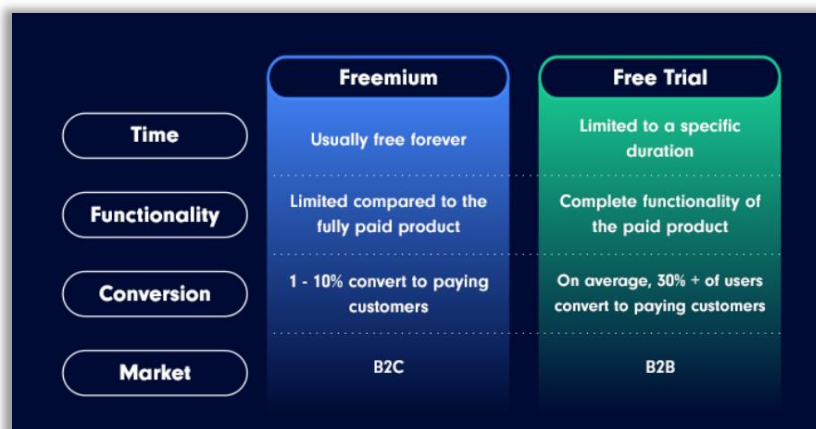 Freemium
Free Trial
Time
Usually free forever
Limited to a specific
duration
Functionality
Limited compared to the
fully paid product
Complete functionality of
the paid product
Conversion
1 - 10% convert to paying
customers
On average, 30% + of users
convert to paying customers
Market
B2C
B2B